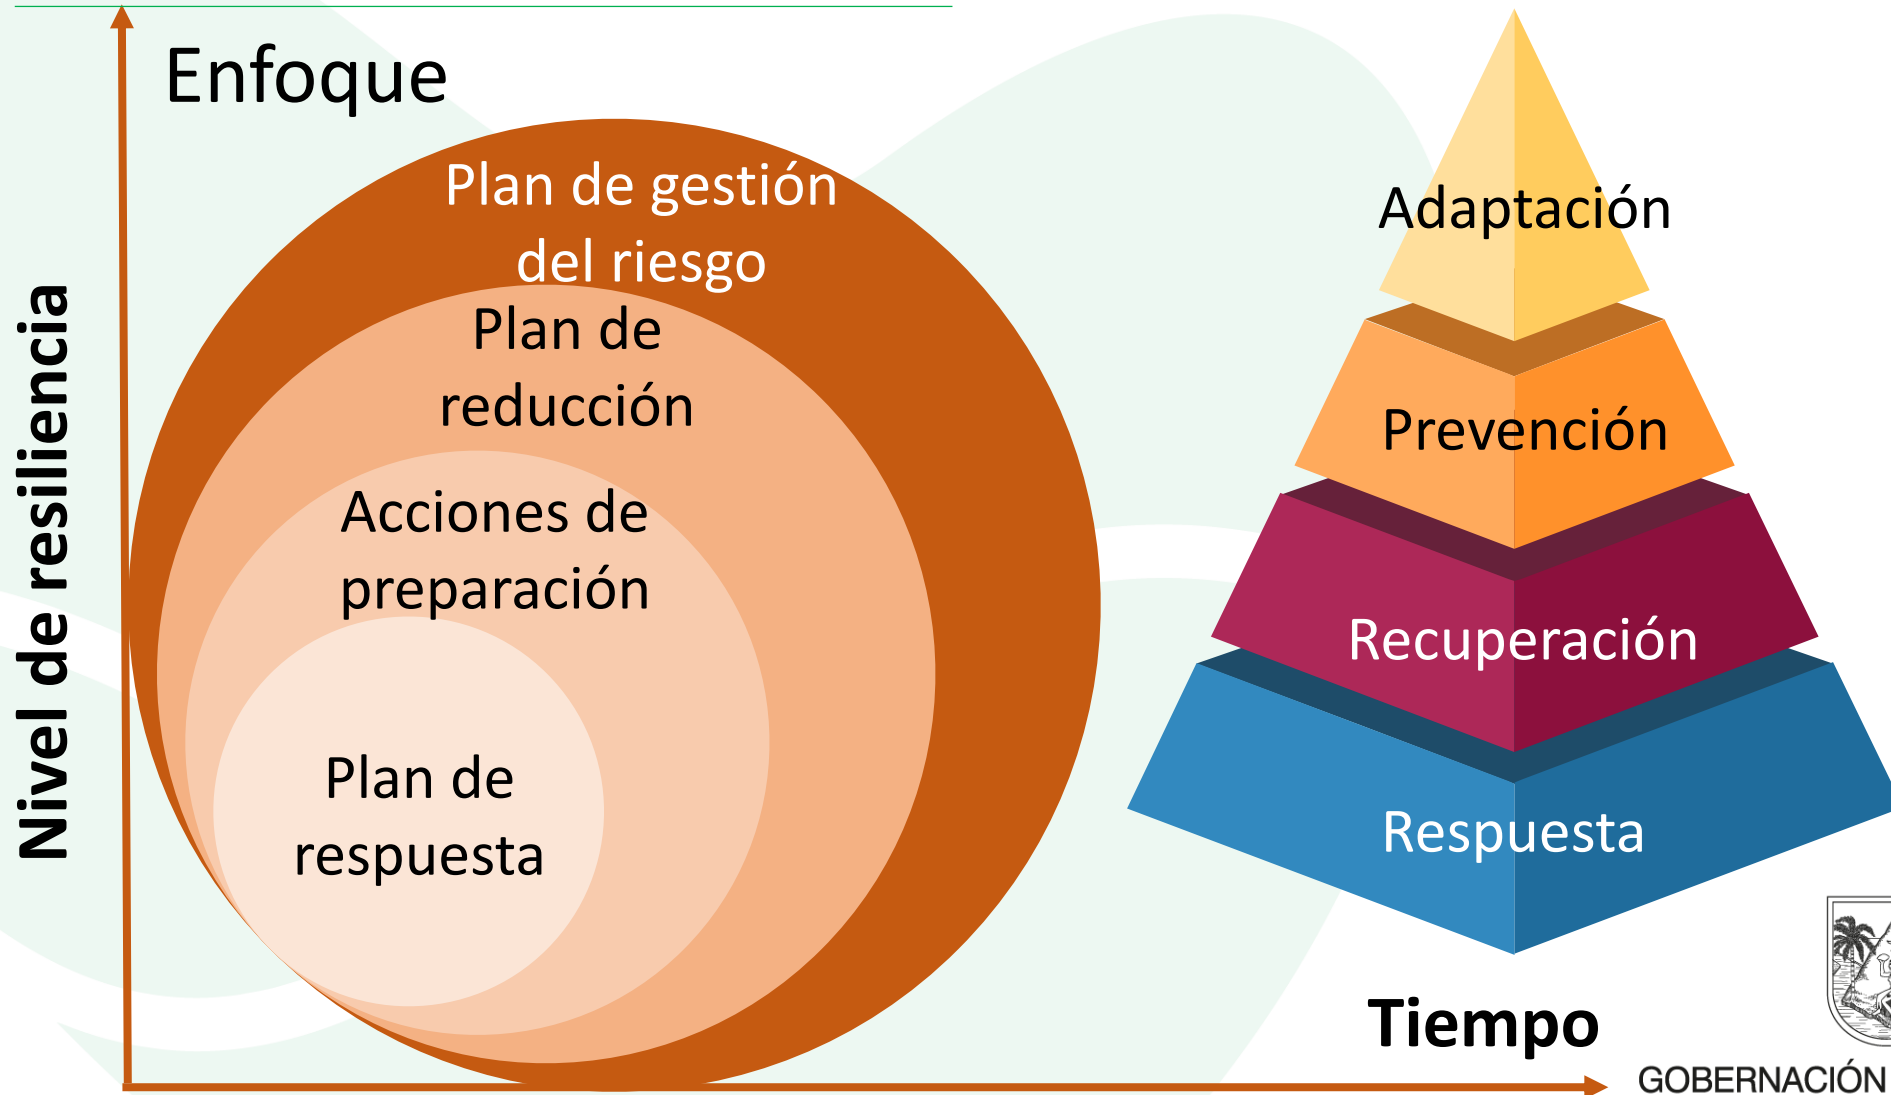 Enfoque
Nivel de resiliencia
Plan de gestión
del riesgo
Plan de
reducción
Acciones de
preparación
Plan de
respuesta
Adaptación
Prevención
Recuperación
Respuesta
Tiempo
GOBERNACIÓN